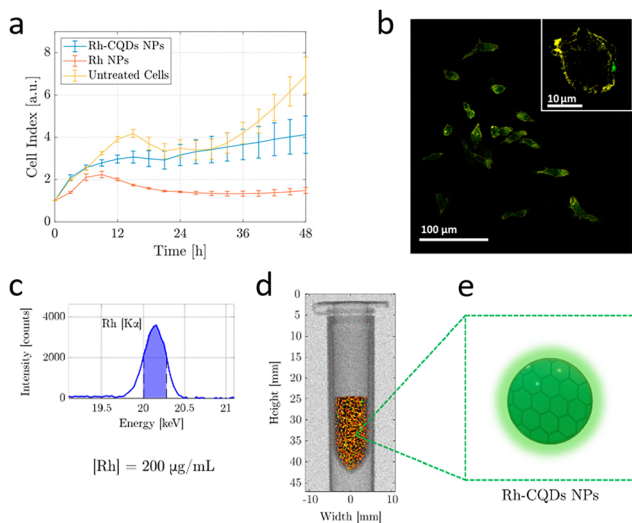 a
Rh-CQDs NPs
Rh NPs
Untreated Cells
8
6
4
2
0
Cell Index [a.u.]
0 12 24 36 48
Time [h]
b
10 μm
100 μm
c
Rh [Kα]
4000
2000
0
Intensity [counts]
19.5 20 20.5 21
Energy [keV]
[Rh] = 200 μg/mL
d
0
5
10
15
20
25
30
35
40
45
Height [mm]
-10 0 10
Width [mm]
e
Rh-CQDs NPs